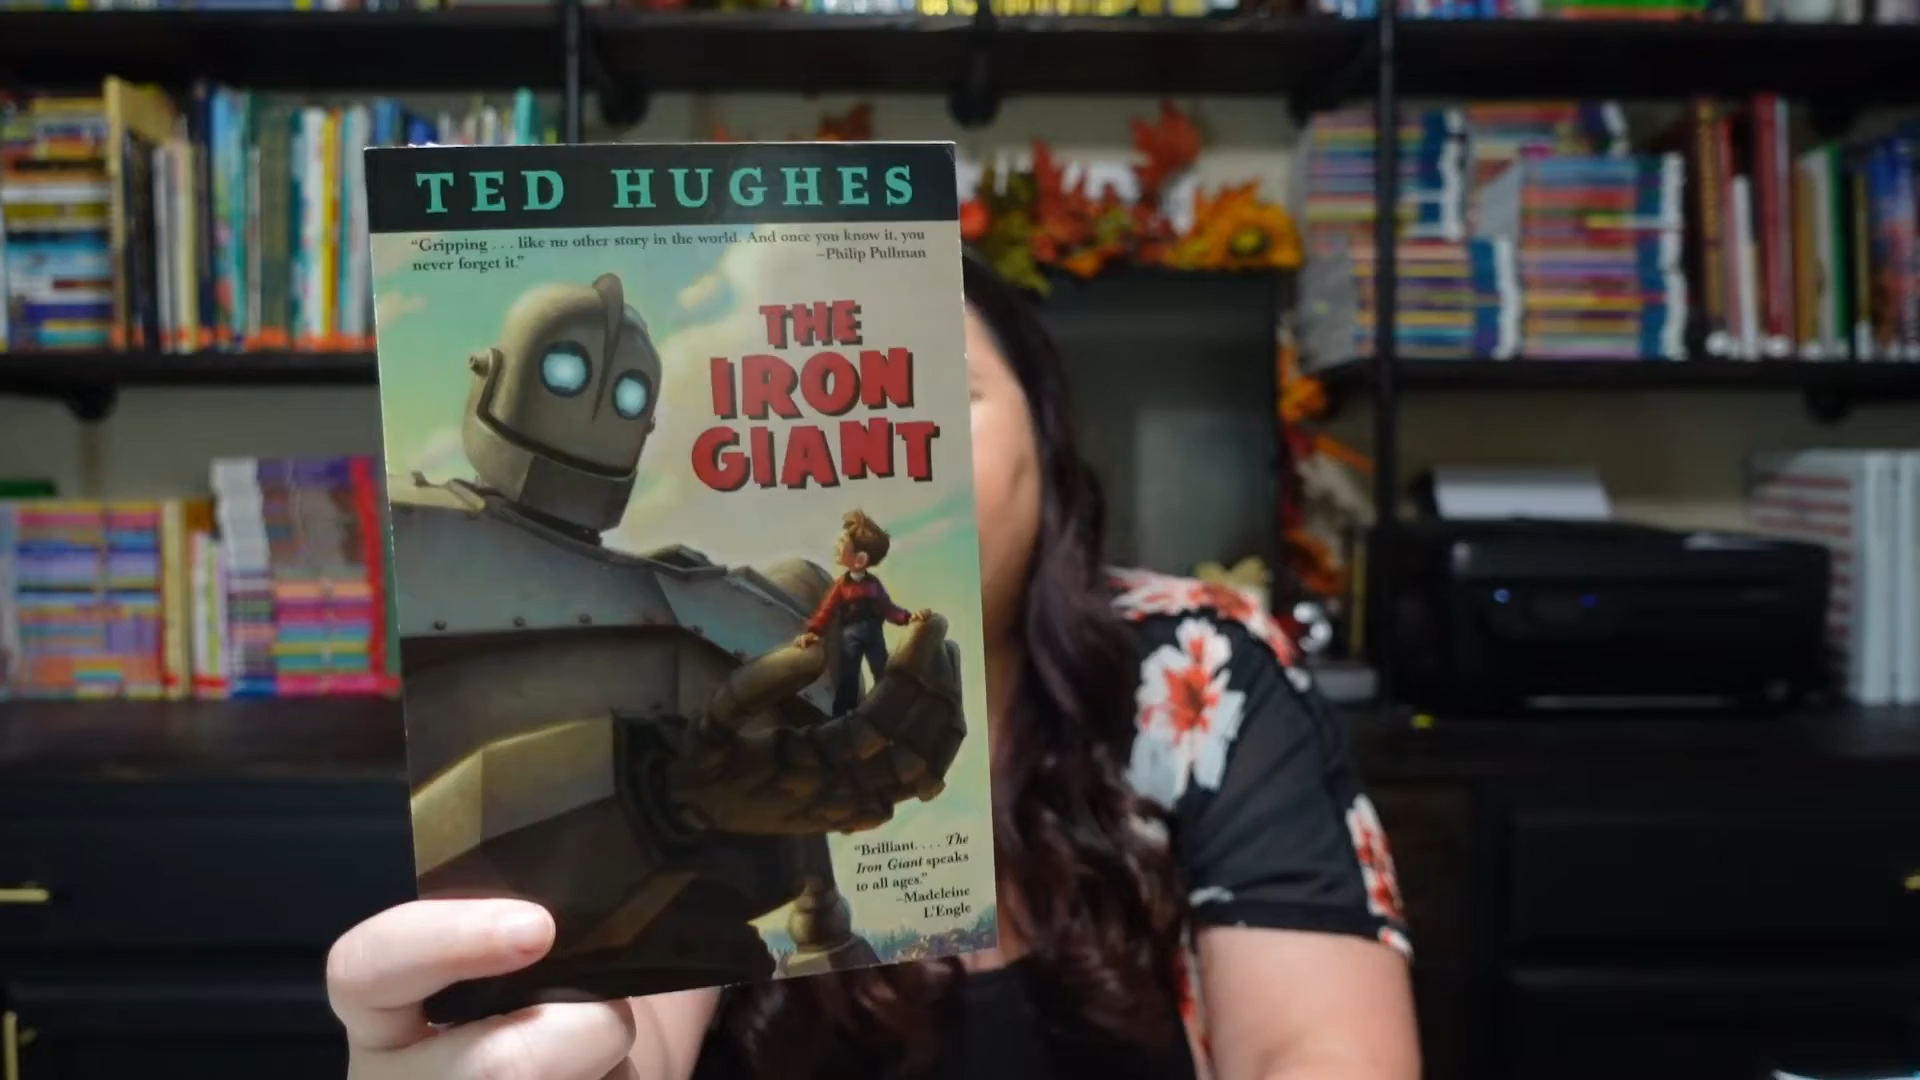 TED HUGHES
“Gripping . . . like no other story in the world. And once you know it, you
never forget it.”
–Philip Pullman
THE
IRON
GIANT
“Brilliant. . . . The
Iron Giant speaks
to all ages.”
–Madeleine
L'Engle